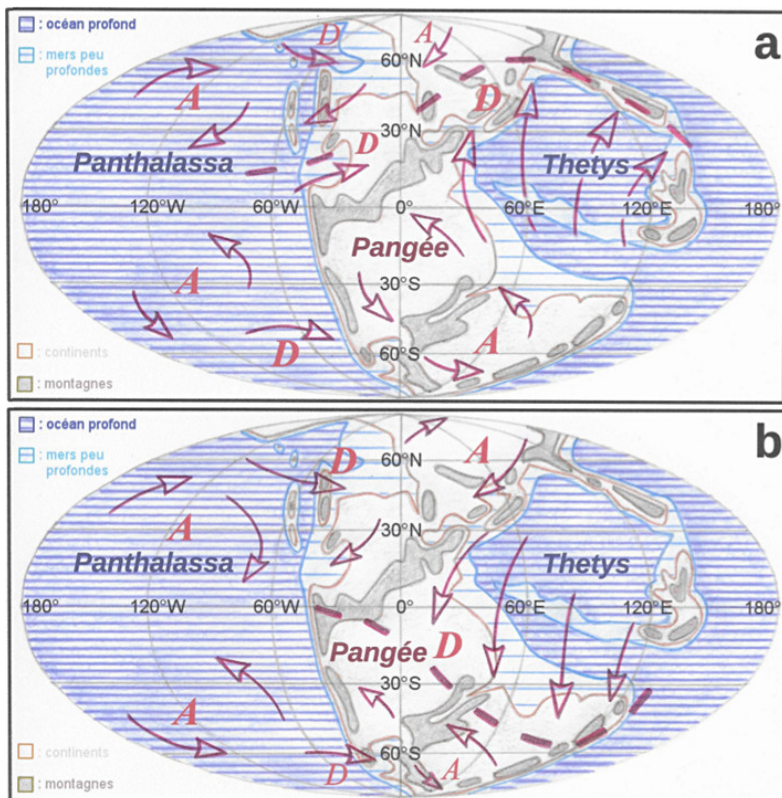 : océan profond
: mers peu
profondes
a
D
A
60°N
A
D
30°N
D
Panthalassa
Thetys
180°
120°W
60°W
0°
60°E
120°E
180°
Pangée
A
30°S
A
D
60°S
: continents
: montagnes
: océan profond
: mers peu
profondes
b
D
A
60°N
A
30°N
Panthalassa
Thetys
180°
120°W
60°W
0°
60°E
120°E
180°
Pangée D
30°S
A
60°S
D
A
: continents
: montagnes